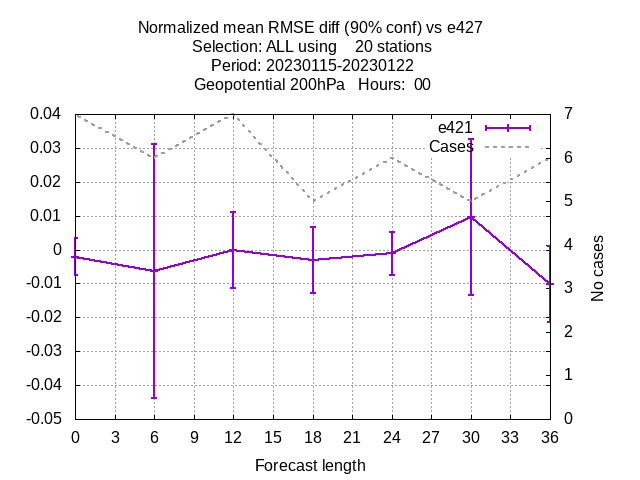 Normalized mean RMSE diff (90% conf) vs e427
Selection: ALL using    20 stations
Period: 20230115-20230122
Geopotential 200hPa   Hours:  00
e421
Cases
0.04
0.03
0.02
0.01
0
-0.01
-0.02
-0.03
-0.04
-0.05
7
6
5
4
3
2
1
0
No cases
0 3 6 9 12 15 18 21 24 27 30 33 36
Forecast length